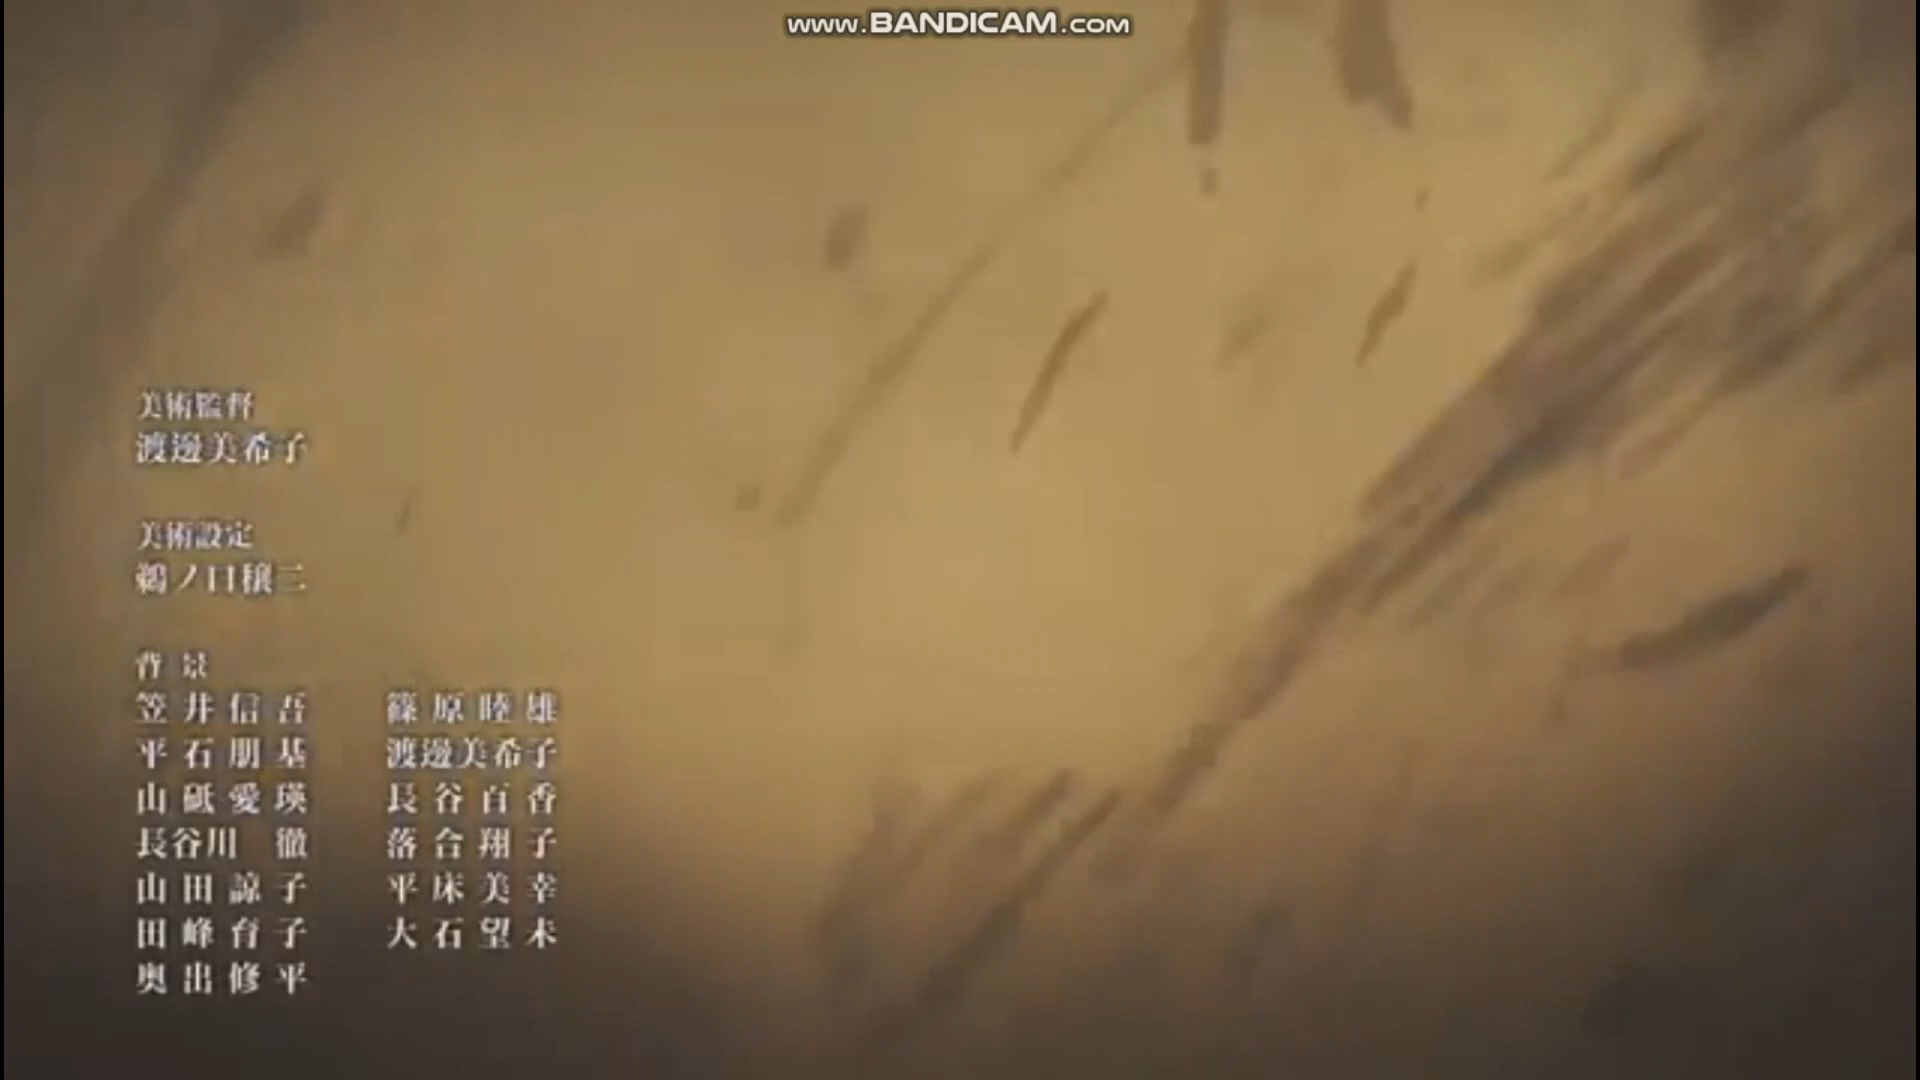 www.BANDICAM.com
美術監督
渡邊美希子
美術設定
鵜ノ口穣二
背景
笠井信吾 篠原睦雄
平石朋基 渡邊美希子
山砥愛瑛 長谷百香
長谷川 徹 落合翔子
山田諒子 平床美幸
田峰育子 大石望未
奥出修平